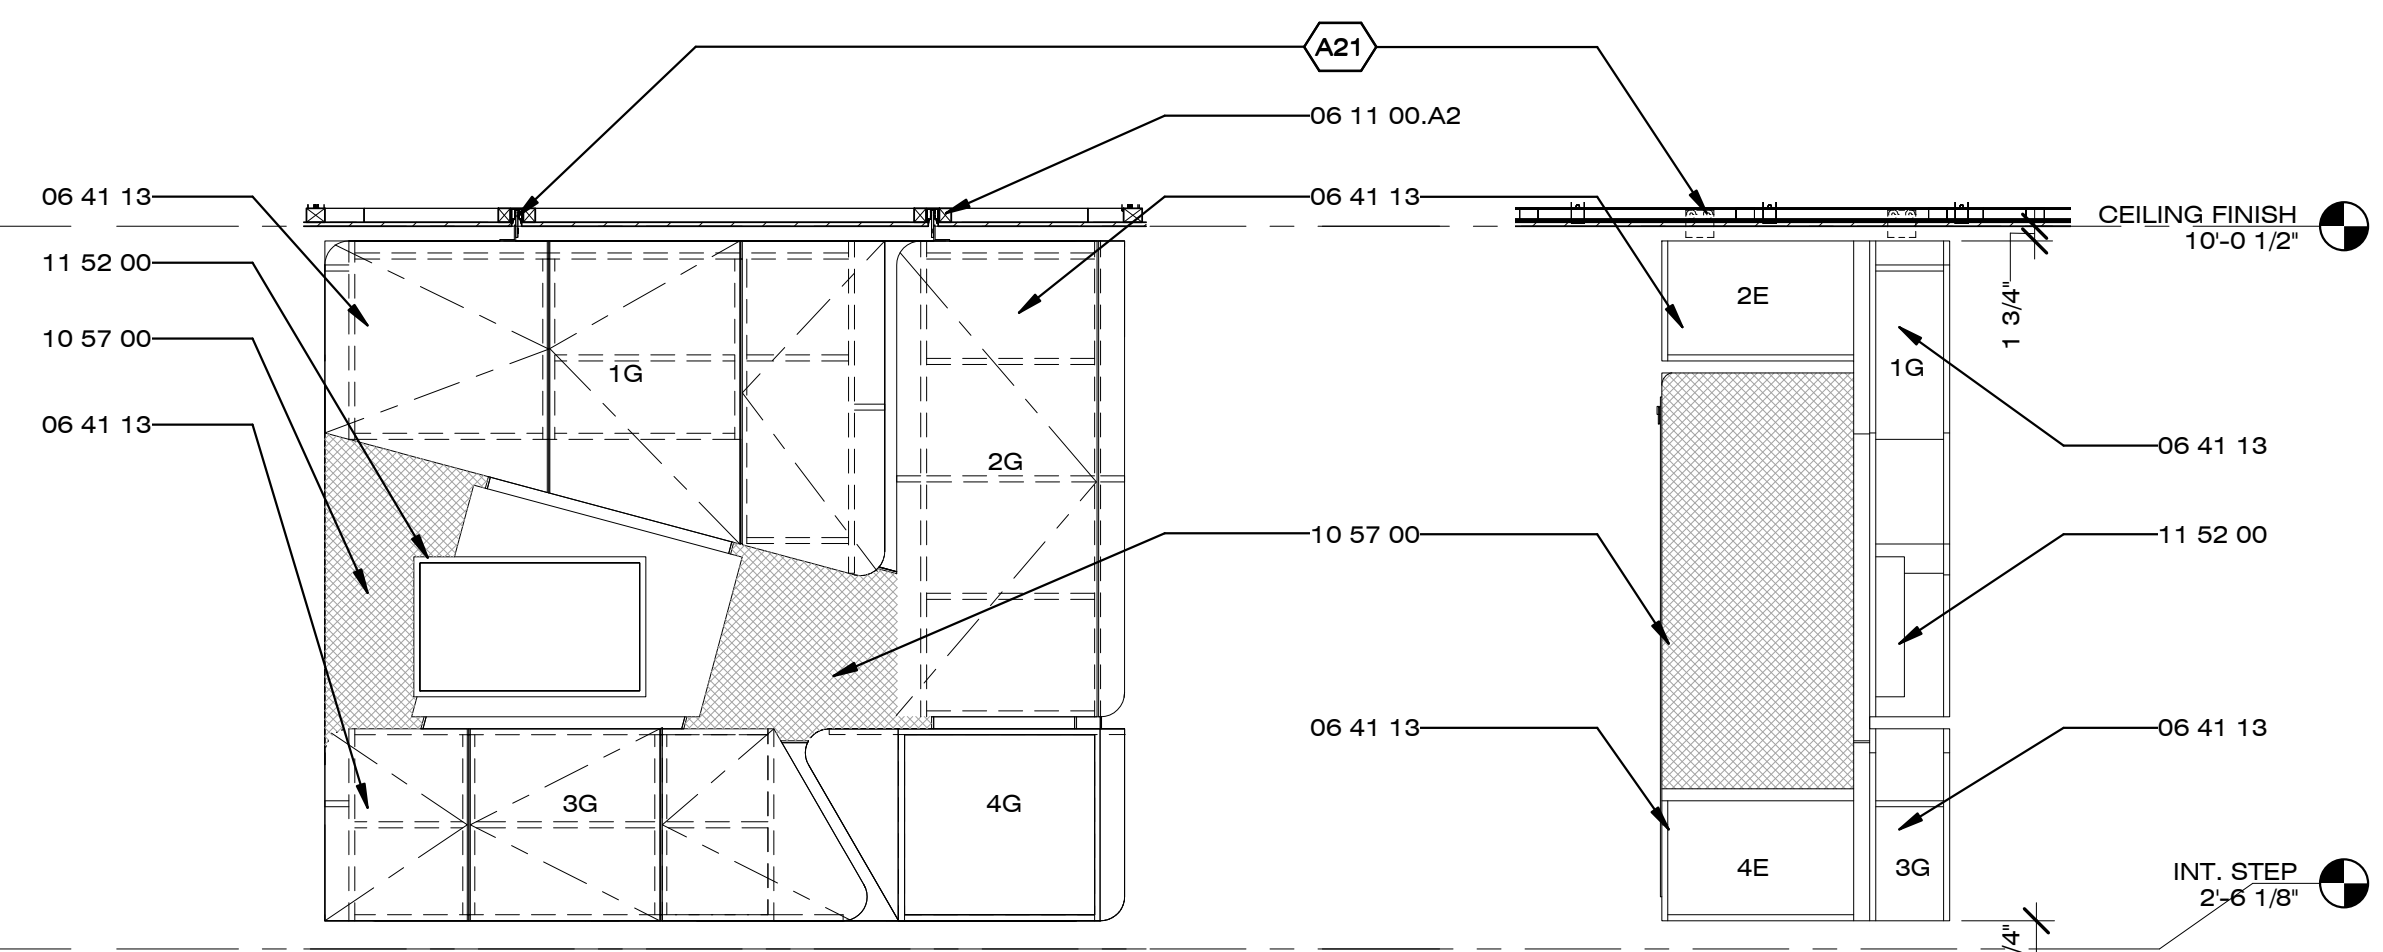 A21
06 11 00.A2
06 41 13
06 41 13
CEILING FINISH
10'-0 1/2"
11 52 00
1 3/4"
2E
10 57 00
1G
1G
06 41 13
06 41 13
2G
10 57 00
11 52 00
06 41 13
06 41 13
3G
4G
4E
3G
INT. STEP
2'-6 1/8"